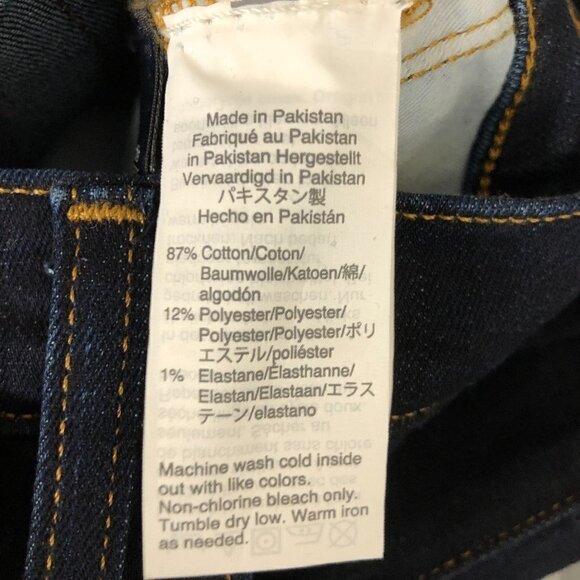 Made in Pakistan
Fabriqué au Pakistan
in Pakistan Hergestellt
Vervaardigd in Pakistan
パキスタン製
Hecho en Pakistán
87% Cotton/Coton/
Baumwolle/Katoen/綿/
algodón
12% Polyester/Polyester/
Polyester/Polyester/ポリ
エステル/poliéster
1% Elastane/Élasthanne/
Elastan/Elastaan/エラス
テーン/elastano
Machine wash cold inside
out with like colors.
Non-chlorine bleach only.
Tumble dry low. Warm iron
as needed.